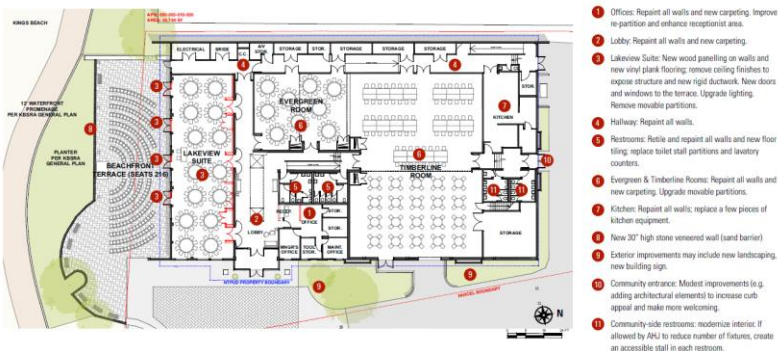 KINGS BEACH
12' WATERFRONT
PROMENAGE
PER KBSRA GENERAL PLAN
PLANTER
PER KBSRA
GENERAL PLAN
BEACHFRONT
TERRACE (SEATS 216)
ELECTRICAL
BRIDE
A/V
STOR.
STORAGE
STOR.
STORAGE
STORAGE
STORAGE
STOR.
EVERGREEN
ROOM
LAKEVIEW
SUITE
KITCHEN
TIMBERLINE
ROOM
OFFICE
STOR.
STOR.
LOBBY
MNGR'S
OFFICE
TOOL
STOR.
MAINT.
OFFICE
STORAGE
NTPUD PROPERTY BOUNDARY
PARCEL BOUNDARY
N
1 Offices: Repaint all walls and new carpeting. Improve
re-partition and enhance receptionist area.
2 Lobby: Repaint all walls and new carpeting.
3 Lakeview Suite: New wood panelling on walls and
new vinyl plank flooring; remove ceiling finishes to
expose structure and new rigid ductwork. New doors
and windows to the terrace. Upgrade lighting.
Remove movable partitions.
4 Hallway: Repaint all walls.
5 Restrooms: Retile and repaint all walls and new floor
tiling; replace toilet stall partitions and lavatory
counters.
6 Evergreen & Timberline Rooms: Repaint all walls and
new carpeting. Upgrade movable partitions.
7 Kitchen: Repaint all walls; replace a few pieces of
kitchen equipment.
8 New 30" high stone veneered wall (sand barrier)
9 Exterior improvements may include new landscaping,
new building sign.
10 Community entrance: Modest improvements (e.g.
adding architectural elements) to increase curb
appeal and make more welcoming.
11 Community-side restrooms: modernize interior. If
allowed by AHJ to reduce number of fixtures, create
an accessible stall in each restroom.